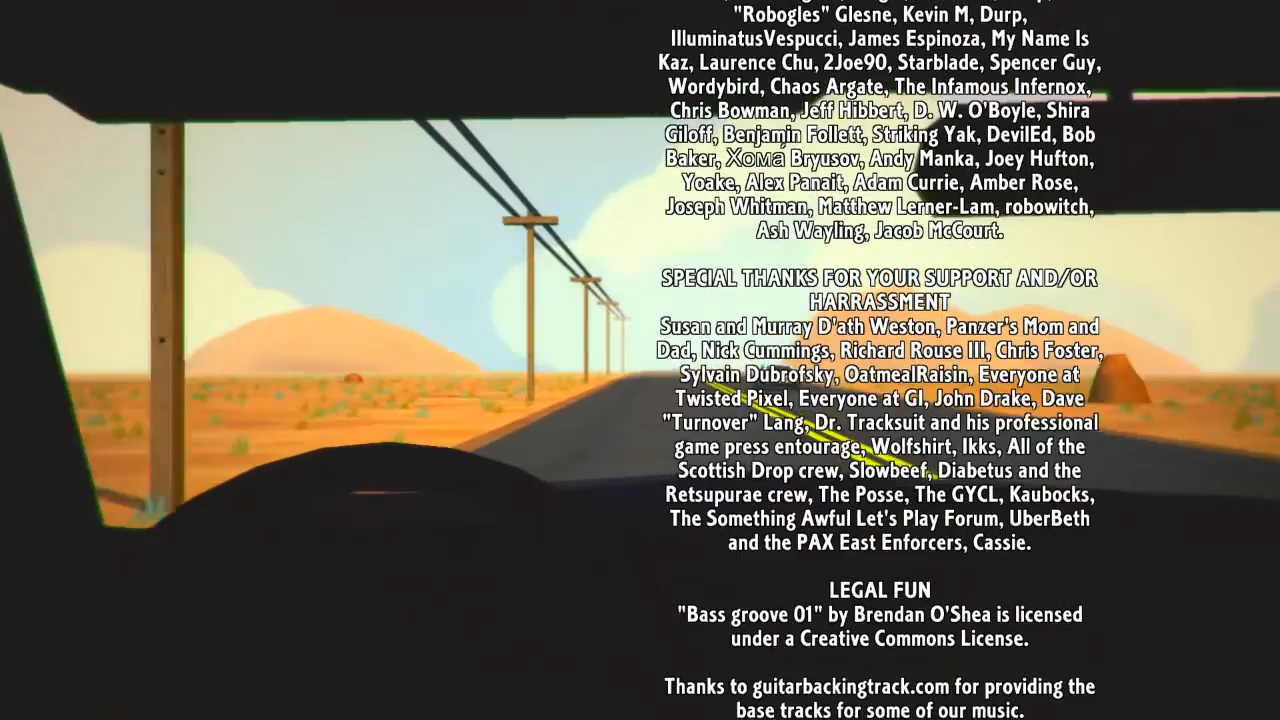 "Robogles" Glesne, Kevin M, Durp,
IlluminatusVespucci, James Espinoza, My Name Is
Kaz, Laurence Chu, 2Joe90, Starblade, Spencer Guy,
Wordybird, Chaos Argate, The Infamous Infernox,
Chris Bowman, Jeff Hibbert, D. W. O'Boyle, Shira
Giloff, Benjamin Follett, Striking Yak, DevilEd, Bob
Baker, Хома́ Bryusov, Andy Manka, Joey Hufton,
Yoake, Alex Panait, Adam Currie, Amber Rose,
Joseph Whitman, Matthew Lerner-Lam, robowitch,
Ash Wayling, Jacob McCourt.
SPECIAL THANKS FOR YOUR SUPPORT AND/OR
HARRASSMENT
Susan and Murray D'ath Weston, Panzer's Mom and
Dad, Nick Cummings, Richard Rouse III, Chris Foster,
Sylvain Dubrofsky, OatmealRaisin, Everyone at
Twisted Pixel, Everyone at GI, John Drake, Dave
"Turnover" Lang, Dr. Tracksuit and his professional
game press entourage, Wolfshirt, Ikks, All of the
Scottish Drop crew, Slowbeef, Diabetus and the
Retsupurae crew, The Posse, The GYCL, Kaubocks,
The Something Awful Let's Play Forum, UberBeth
and the PAX East Enforcers, Cassie.
LEGAL FUN
"Bass groove 01" by Brendan O'Shea is licensed
under a Creative Commons License.
Thanks to guitarbackingtrack.com for providing the
base tracks for some of our music.